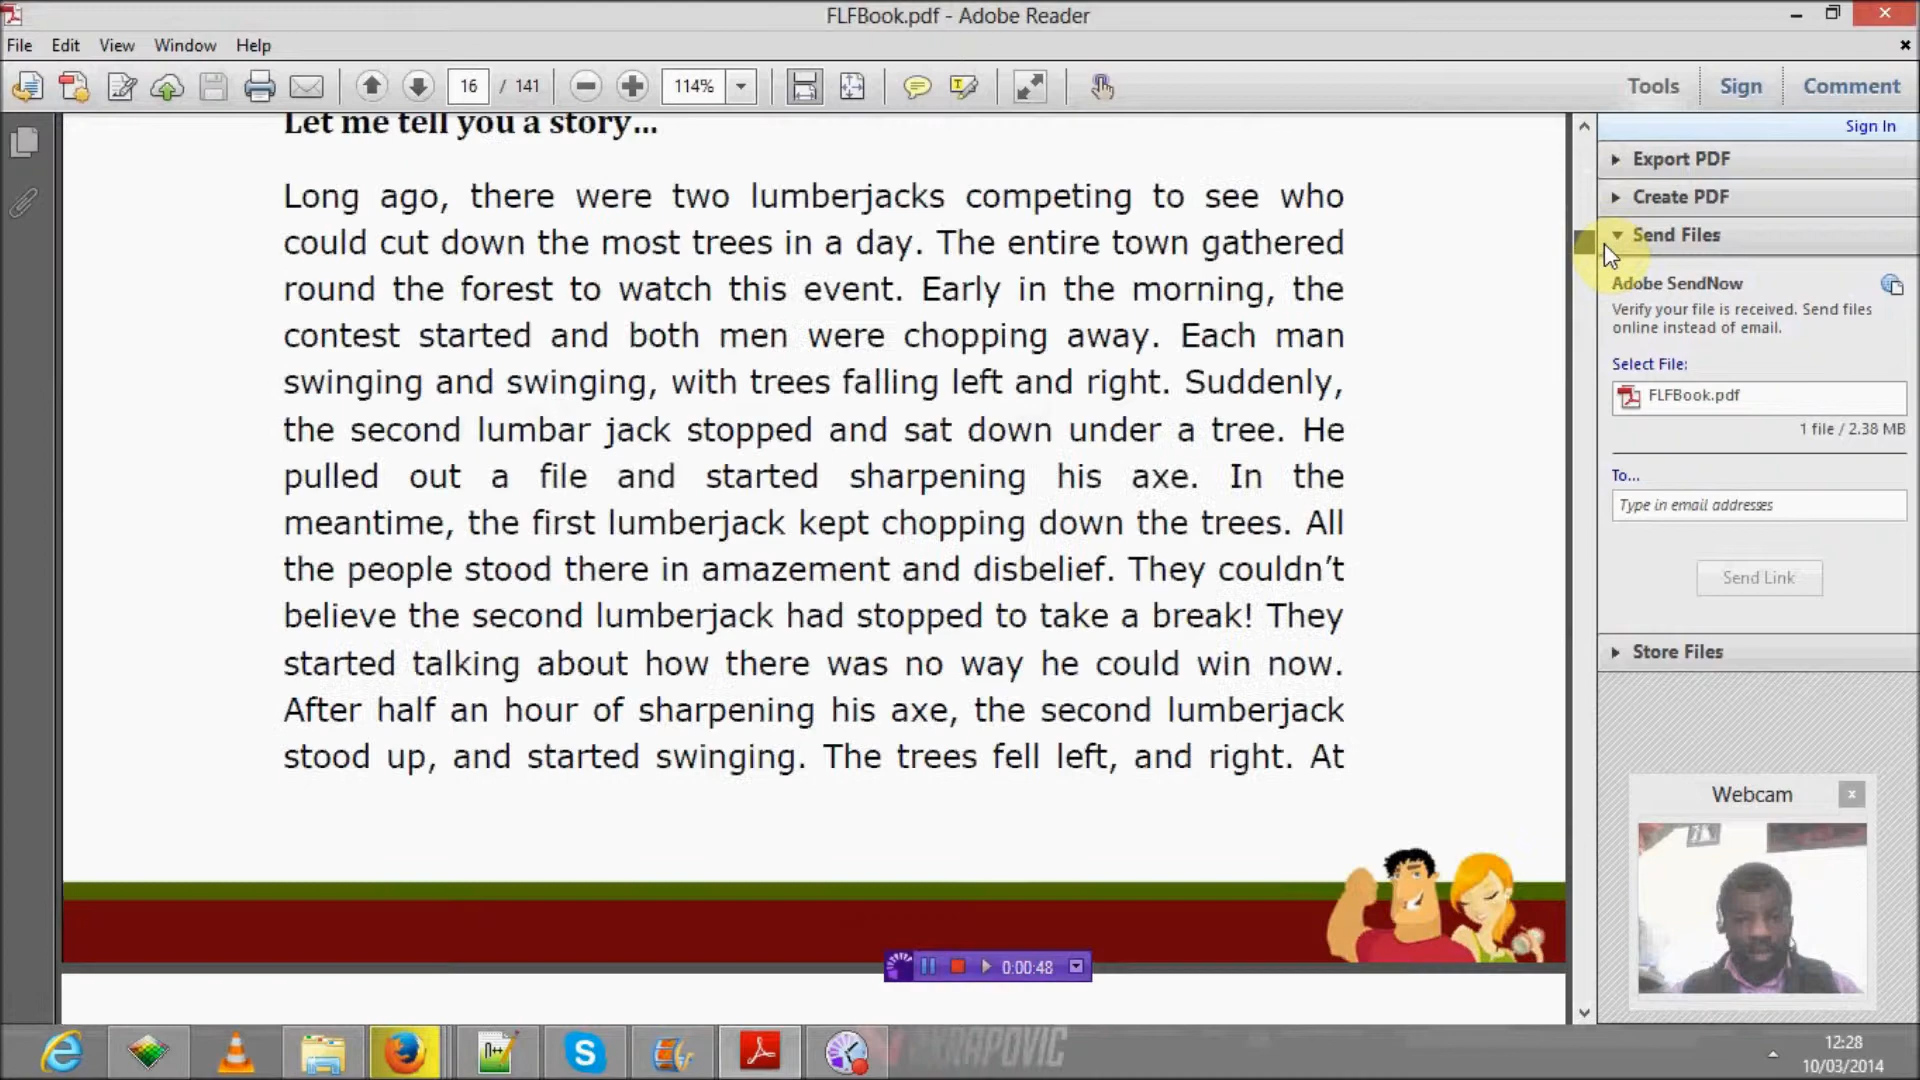 FLFBook.pdf - Adobe Reader
File Edit View Window Help
16 / 141 114% Tools Sign Comment
Let me tell you a story...
Long ago, there were two lumberjacks competing to see who
could cut down the most trees in a day. The entire town gathered
round the forest to watch this event. Early in the morning, the
contest started and both men were chopping away. Each man
swinging and swinging, with trees falling left and right. Suddenly,
the second lumbar jack stopped and sat down under a tree. He
pulled out a file and started sharpening his axe. In the
meantime, the first lumberjack kept chopping down the trees. All
the people stood there in amazement and disbelief. They couldn't
believe the second lumberjack had stopped to take a break! They
started talking about how there was no way he could win now.
After half an hour of sharpening his axe, the second lumberjack
stood up, and started swinging. The trees fell left, and right. At
Sign In
Export PDF
Create PDF
Send Files
Adobe SendNow
Verify your file is received. Send files
online instead of email.
Select File:
FLFBook.pdf
1 file / 2.38 MB
To...
Type in email addresses
Send Link
Store Files
Webcam
0:00:48
12:28
10/03/2014